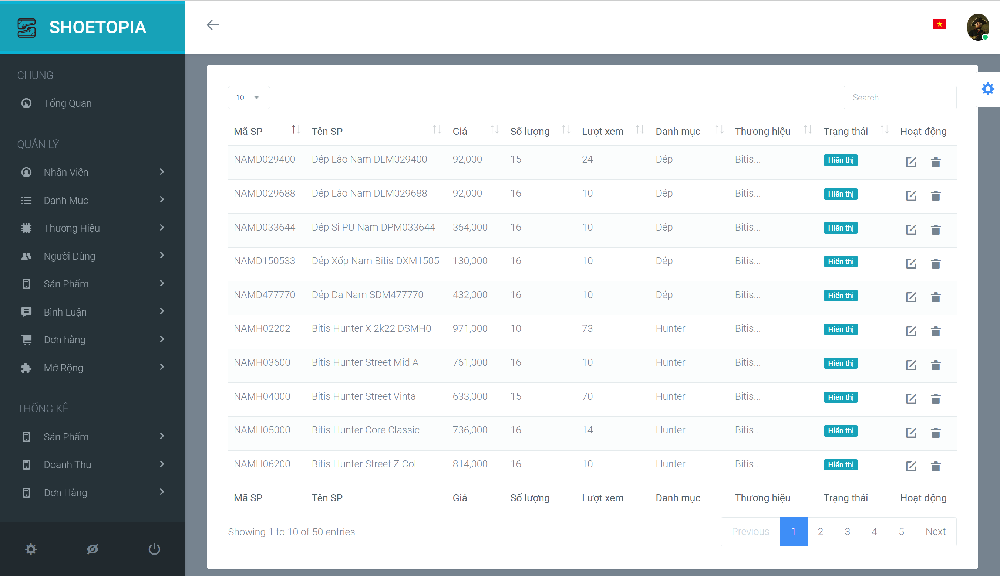 SHOETOPIA
CHUNG
Tổng Quan
QUẢN LÝ
Nhân Viên
Danh Mục
Thương Hiệu
Người Dùng
Sản Phẩm
Bình Luận
Đơn hàng
Mở Rộng
THỐNG KÊ
Sản Phẩm
Doanh Thu
Đơn Hàng
10
Search...
Mã SP Tên SP Giá Số lượng Lượt xem Danh mục Thương hiệu Trạng thái Hoạt động
NAMD029400 Dép Lào Nam DLM029400 92,000 15 24 Dép Bitis... Hiển thị
NAMD029688 Dép Lào Nam DLM029688 92,000 16 10 Dép Bitis... Hiển thị
NAMD033644 Dép Si PU Nam DPM033644 364,000 16 10 Dép Bitis... Hiển thị
NAMD150533 Dép Xốp Nam Bitis DXM1505 130,000 16 10 Dép Bitis... Hiển thị
NAMD477770 Dép Da Nam SDM477770 432,000 16 10 Dép Bitis... Hiển thị
NAMH02202 Bitis Hunter X 2k22 DSMH0 971,000 10 73 Hunter Bitis... Hiển thị
NAMH03600 Bitis Hunter Street Mid A 761,000 16 10 Hunter Bitis... Hiển thị
NAMH04000 Bitis Hunter Street Vinta 633,000 15 70 Hunter Bitis... Hiển thị
NAMH05000 Bitis Hunter Core Classic 736,000 16 14 Hunter Bitis... Hiển thị
NAMH06200 Bitis Hunter Street Z Col 814,000 16 10 Hunter Bitis... Hiển thị
Mã SP Tên SP Giá Số lượng Lượt xem Danh mục Thương hiệu Trạng thái Hoạt động
Showing 1 to 10 of 50 entries
Previous 1 2 3 4 5 Next